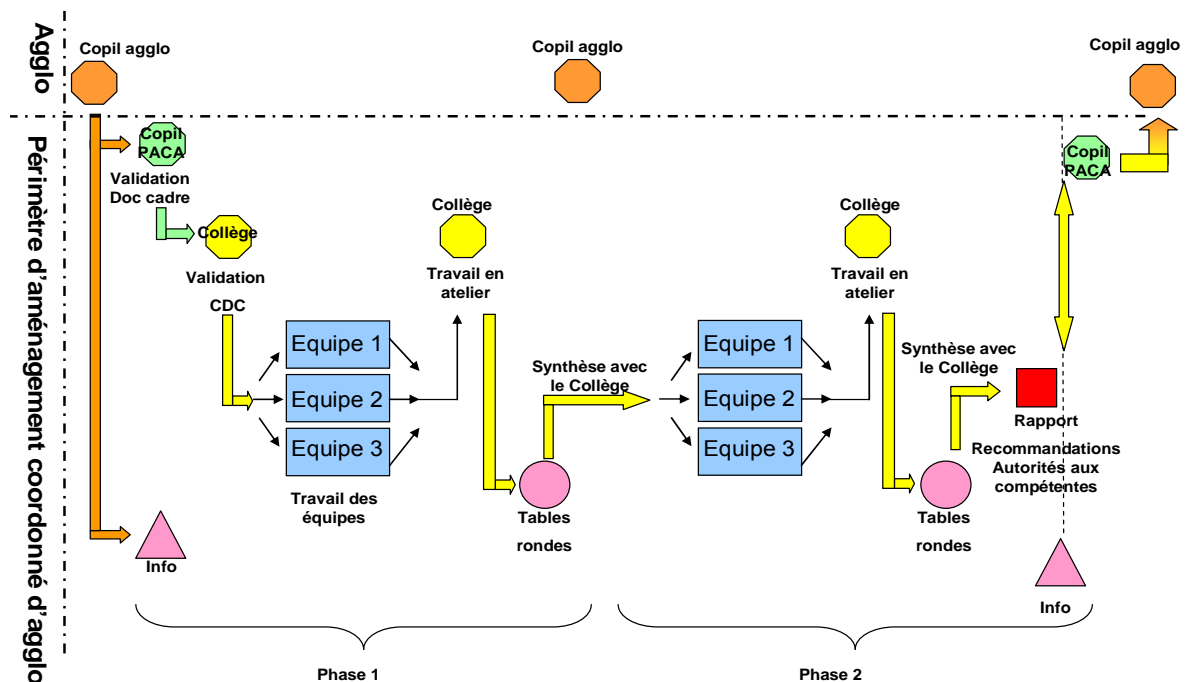 Agglo
Périmètre d'aménagement coordonné d'agglo
Copil agglo
Copil agglo
Copil agglo
Copil
PACA
Validation
Doc cadre
Collège
Validation
CDC
Equipe 1
Equipe 2
Equipe 3
Travail des
équipes
Collège
Travail en
atelier
Tables
rondes
Synthèse avec
le Collège
Info
Phase 1
Equipe 1
Equipe 2
Equipe 3
Collège
Travail en
atelier
Tables
rondes
Synthèse avec
le Collège
Rapport
Recommandations
Autorités aux
compétentes
Copil
PACA
Info
Phase 2